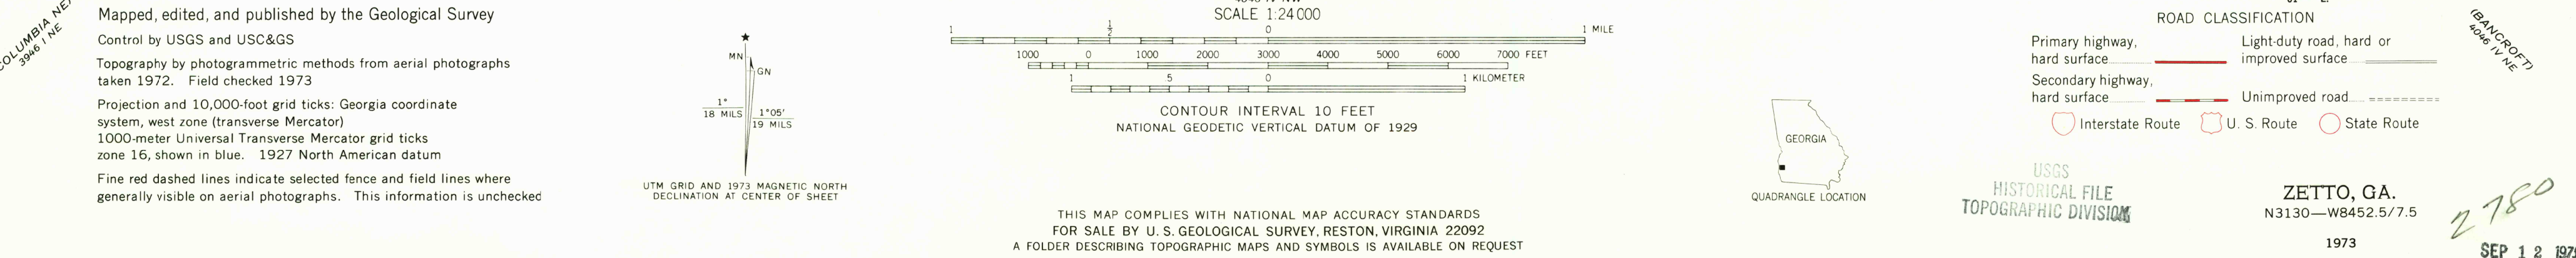 COLUMBIA NE)
3946 I NE
Mapped, edited, and published by the Geological Survey
Control by USGS and USC&GS
Topography by photogrammetric methods from aerial photographs
taken 1972. Field checked 1973
Projection and 10,000-foot grid ticks: Georgia coordinate
system, west zone (transverse Mercator)
1000-meter Universal Transverse Mercator grid ticks
zone 16, shown in blue. 1927 North American datum
Fine red dashed lines indicate selected fence and field lines where
generally visible on aerial photographs. This information is unchecked
MN
GN
1° 1°05′
18 MILS 19 MILS
UTM GRID AND 1973 MAGNETIC NORTH
DECLINATION AT CENTER OF SHEET
SCALE 1:24 000
1 1/2 0 1 MILE
1000 0 1000 2000 3000 4000 5000 6000 7000 FEET
1 .5 0 1 KILOMETER
CONTOUR INTERVAL 10 FEET
NATIONAL GEODETIC VERTICAL DATUM OF 1929
THIS MAP COMPLIES WITH NATIONAL MAP ACCURACY STANDARDS
FOR SALE BY U. S. GEOLOGICAL SURVEY, RESTON, VIRGINIA 22092
A FOLDER DESCRIBING TOPOGRAPHIC MAPS AND SYMBOLS IS AVAILABLE ON REQUEST
GEORGIA
QUADRANGLE LOCATION
ROAD CLASSIFICATION
Primary highway,
hard surface
Light-duty road, hard or
improved surface
Secondary highway,
hard surface
Unimproved road
Interstate Route U. S. Route State Route
(BANCROFT)
4046 IV NE
USGS
HISTORICAL FILE
TOPOGRAPHIC DIVISION
ZETTO, GA.
N3130—W8452.5/7.5
1973
2780
SEP 1 2